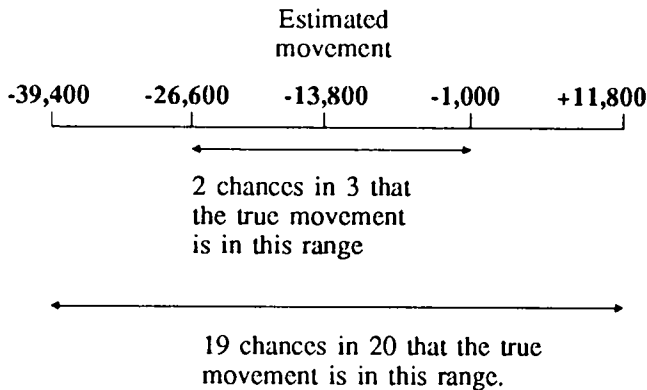 Estimated
movement
-39,400 -26,600 -13,800 -1,000 +11,800
2 chances in 3 that
the true movement
is in this range
19 chances in 20 that the true
movement is in this range.